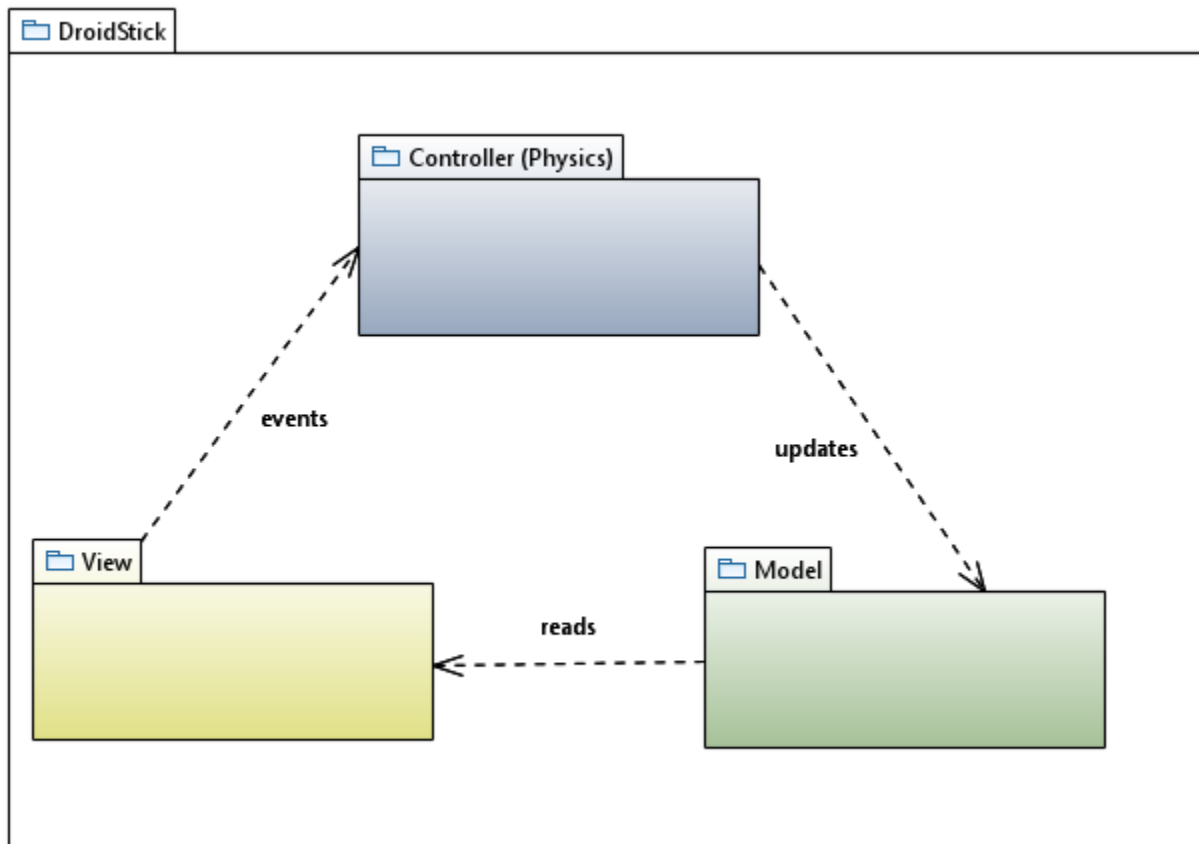 DroidStick
Controller (Physics)
events
updates
View
Model
reads